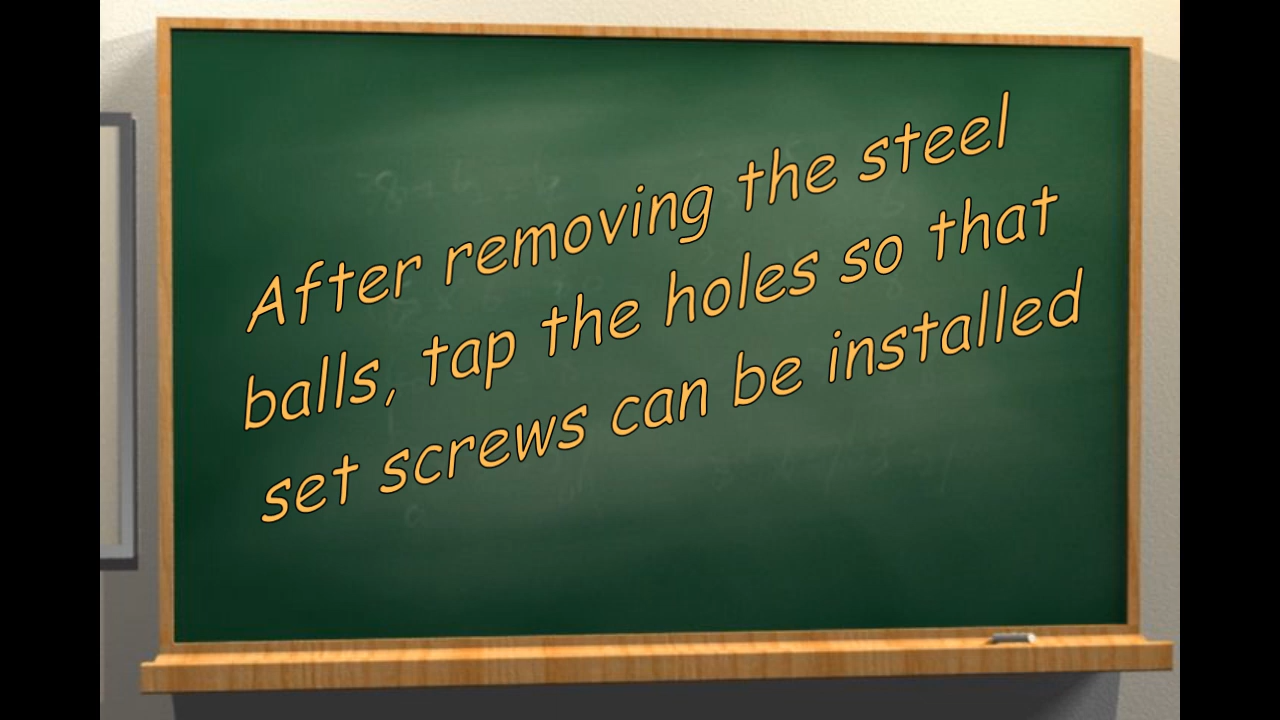 After removing the steel
balls, tap the holes so that
set screws can be installed